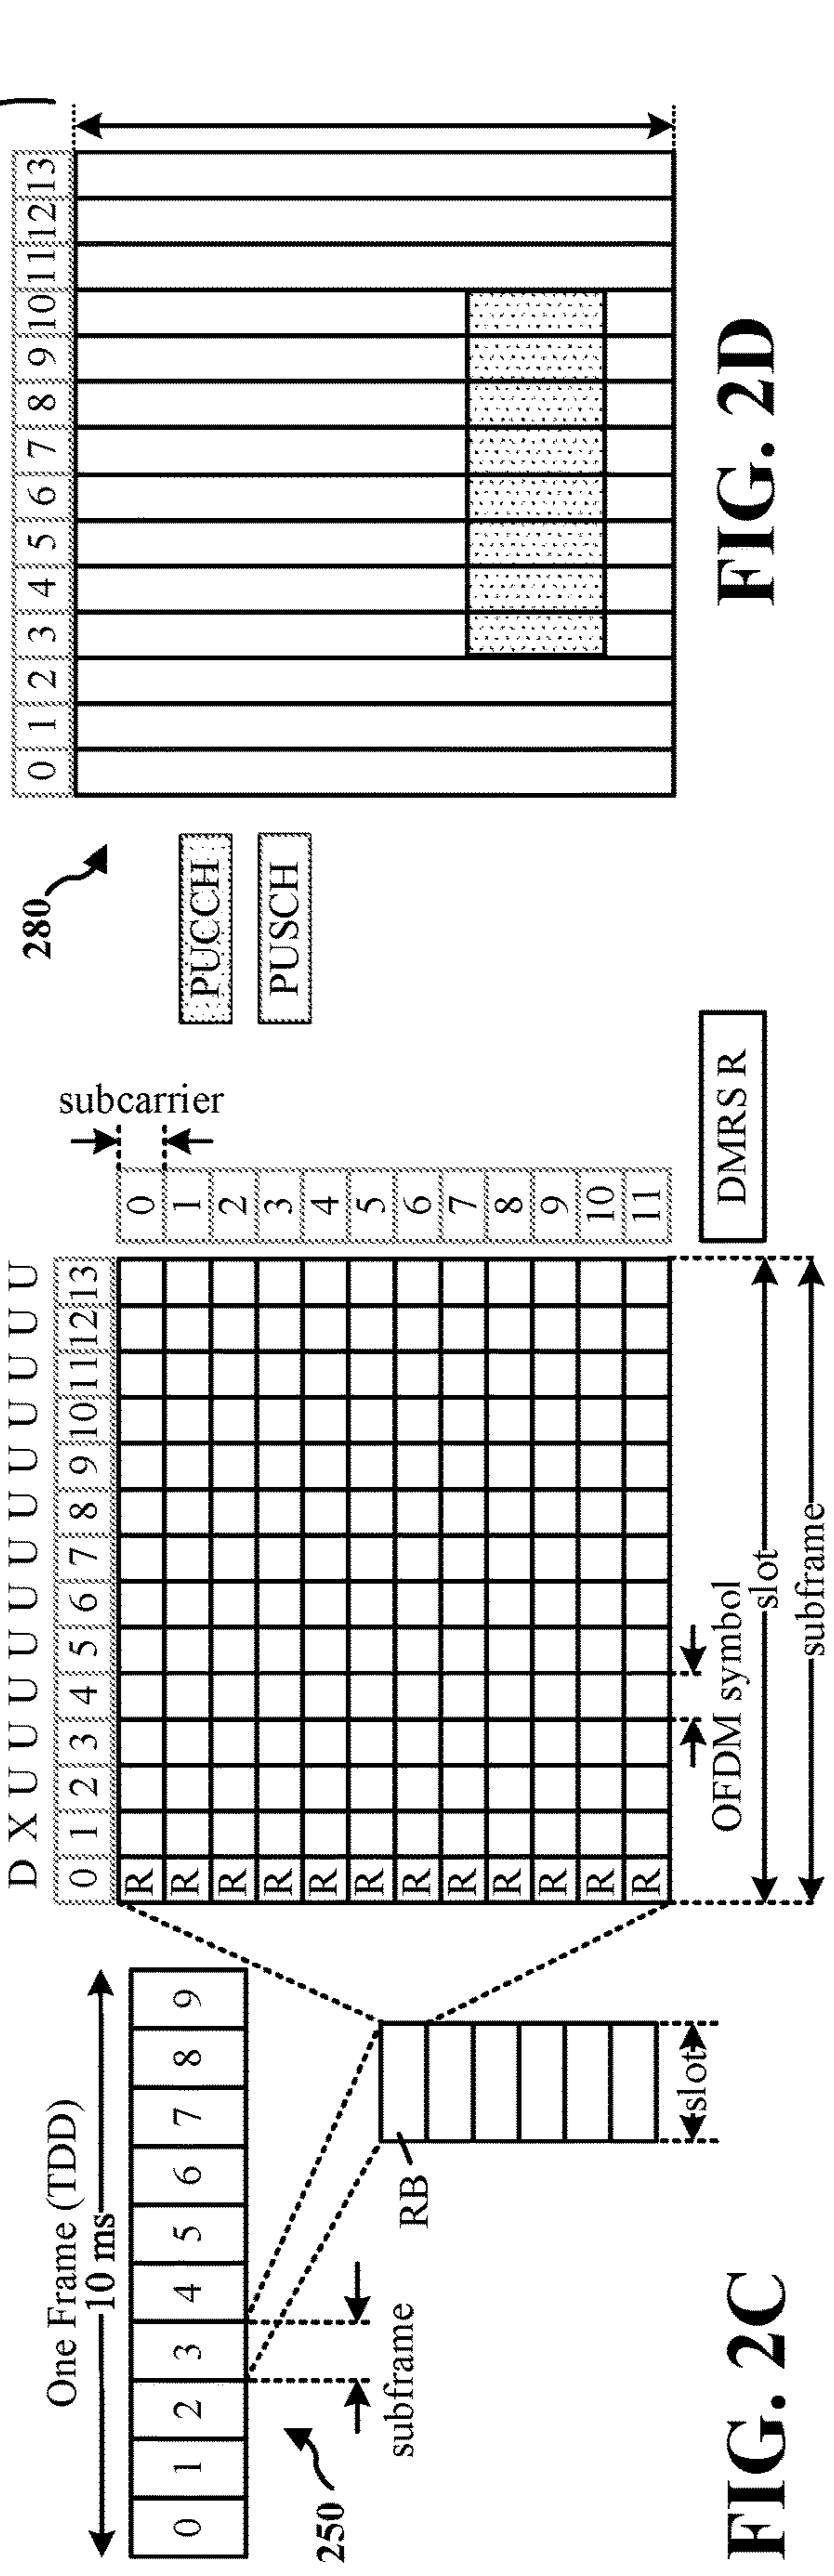 One Frame (TDD)
10 ms
0 1 2 3 4 5 6 7 8 9
250
subframe
RB
slot
D X U U U U U U U U U U U U
0 1 2 3 4 5 6 7 8 9 10 11 12 13
subcarrier
R 0
R 1
R 2
R 3
R 4
R 5
R 6
R 7
R 8
R 9
R 10
R 11
OFDM symbol
slot
subframe
DMRS R
FIG. 2C
280
PUCCH
PUSCH
0 1 2 3 4 5 6 7 8 9 10 11 12 13
FIG. 2D